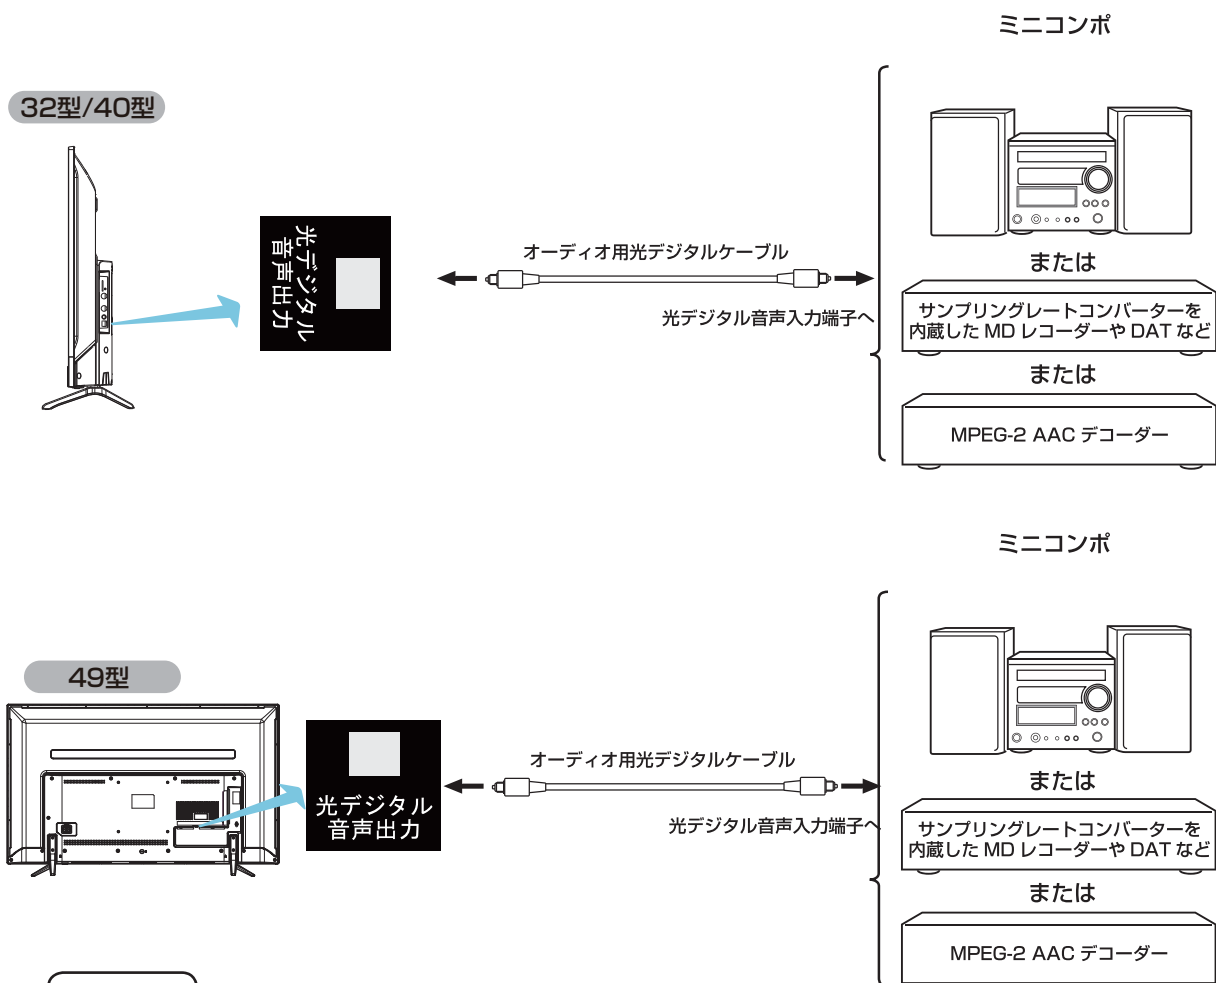 ミニコンポ
32型/40型
光デジタル
音声出力
オーディオ用光デジタルケーブル
光デジタル音声入力端子へ
または
サンプリングレートコンバーターを
内蔵した MD レコーダーや DAT など
または
MPEG-2 AAC デコーダー
ミニコンポ
49型
光デジタル
音声出力
オーディオ用光デジタルケーブル
光デジタル音声入力端子へ
または
サンプリングレートコンバーターを
内蔵した MD レコーダーや DAT など
または
MPEG-2 AAC デコーダー